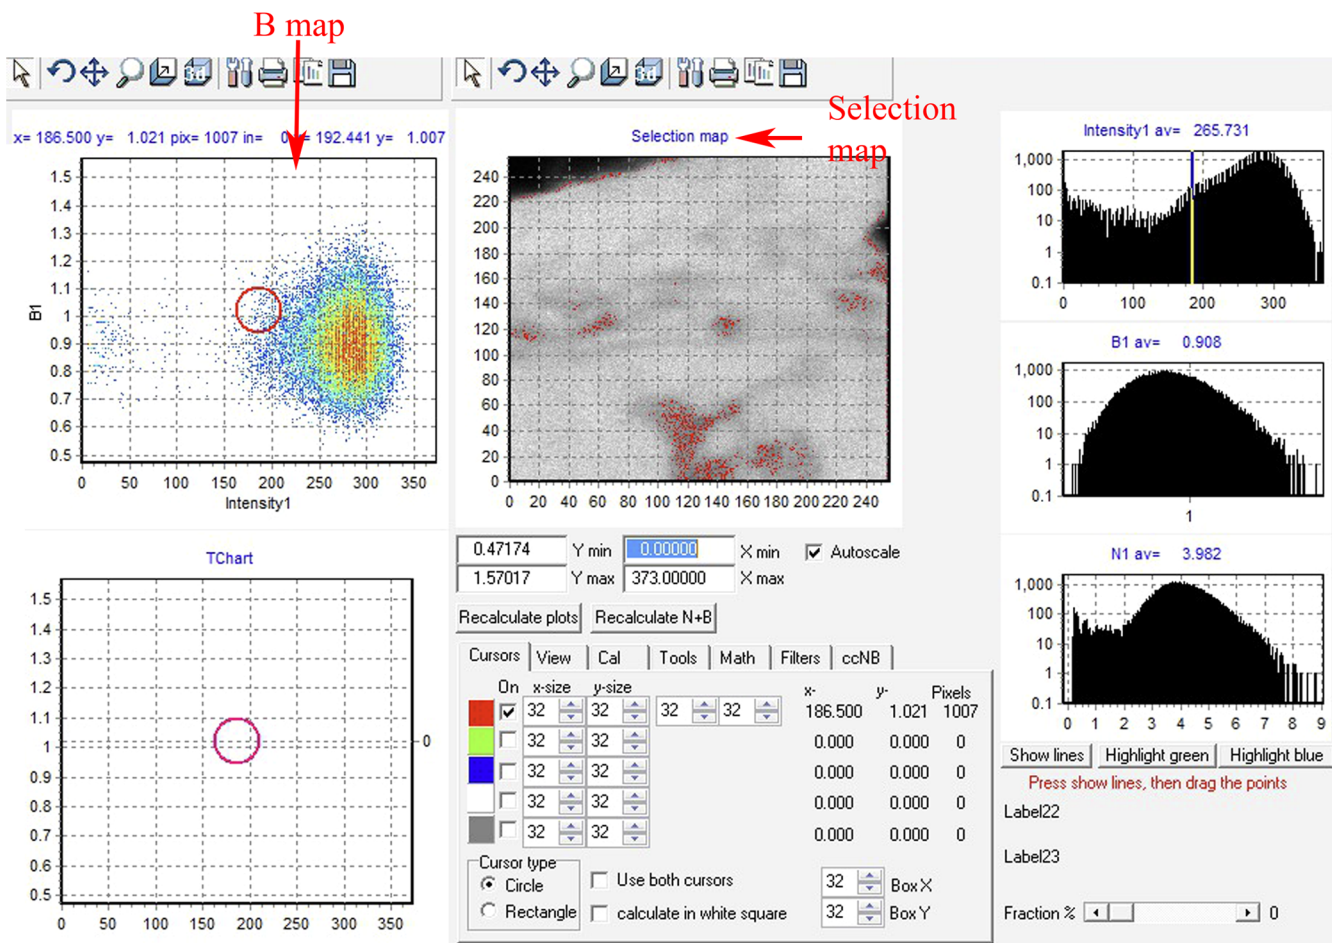 B map
x= 186.500 y= 1.021 pix= 1007 in= 0 = 192.441 y= 1.007
1.5
1.4
1.3
1.2
1.1
1
0.9
0.8
0.7
0.6
0.5
B1
0 50 100 150 200 250 300 350
Intensity1
Selection map
Selection map
240
220
200
180
160
140
120
100
80
60
40
20
0
0 20 40 60 80 100 120 140 160 180 200 220 240
Intensity1 av= 265.731
1,000
100
10
1
0.1
0 100 200 300
B1 av= 0.908
1,000
100
10
1
0.1
1
N1 av= 3.982
1,000
100
10
1
0.1
0 1 2 3 4 5 6 7 8 9
TChart
1.5
1.4
1.3
1.2
1.1
1
0.9
0.8
0.7
0.6
0.5
0
0 50 100 150 200 250 300 350
0.47174 Y min 0.00000 X min Autoscale
1.57017 Y max 373.00000 X max
Recalculate plots Recalculate N+B
Cursors View Cal Tools Math Filters ccNB
On x-size y-size x- y- Pixels
32 32 32 32 186.500 1.021 1007
32 32 0.000 0.000 0
32 32 0.000 0.000 0
32 32 0.000 0.000 0
32 32 0.000 0.000 0
Cursor type
Circle
Rectangle
Use both cursors
calculate in white square
32 Box X
32 Box Y
Show lines Highlight green Highlight blue
Press show lines, then drag the points
Label22
Label23
Fraction % 0